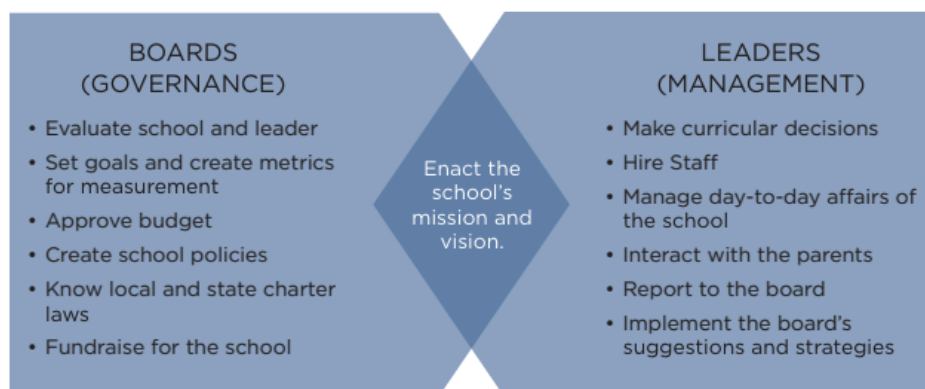 BOARDS
(GOVERNANCE)
• Evaluate school and leader
• Set goals and create metrics
for measurement
• Approve budget
• Create school policies
• Know local and state charter
laws
• Fundraise for the school
Enact the
school's
mission and
vision.
LEADERS
(MANAGEMENT)
• Make curricular decisions
• Hire Staff
• Manage day-to-day affairs of
the school
• Interact with the parents
• Report to the board
• Implement the board's
suggestions and strategies